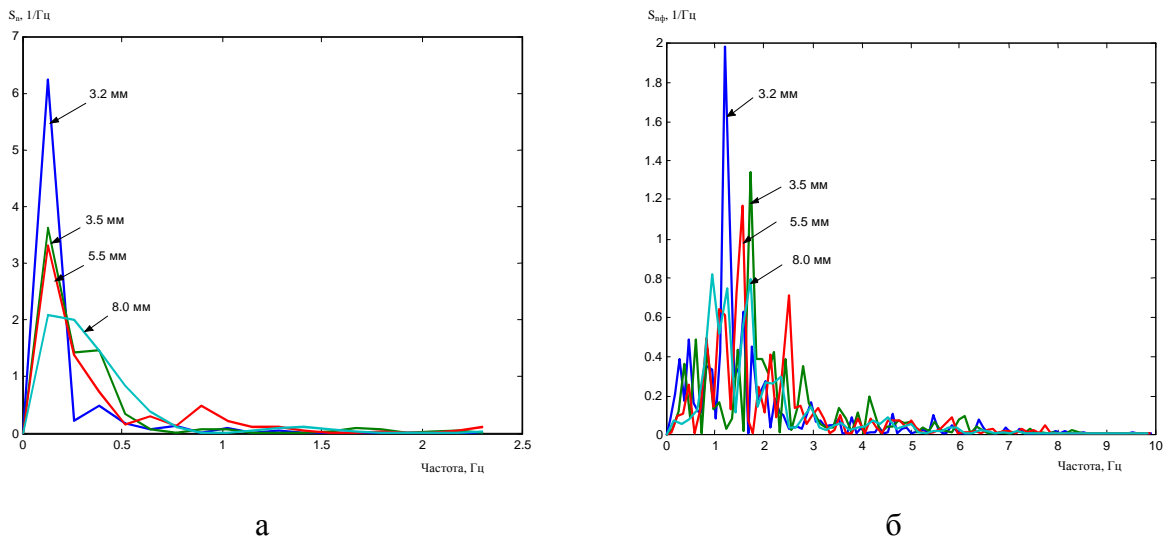 Sₙ, 1/Гц
7
6
5
4
3
2
1
0
0
0.5
1
1.5
2
2.5
3.2 мм
3.5 мм
5.5 мм
8.0 мм
Частота, Гц
а
Sₙф, 1/Гц
2
1.8
1.6
1.4
1.2
1
0.8
0.6
0.4
0.2
0
0 1 2 3 4 5 6 7 8 9 10
3.2 мм
3.5 мм
5.5 мм
8.0 мм
Частота, Гц
б